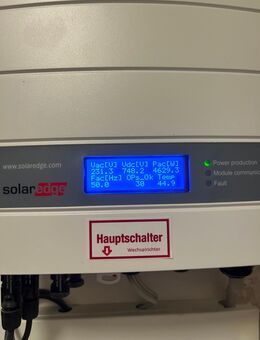 Vac[V] Vdc[V] Pac[W]
231.3 748.2 4629.3
Fac[Hz] OPs_Ok Temp
50.0 30 44.9
www.solaredge.com
solaredge
Power production
Module communi
Fault
Hauptschalter
Wechselrichter